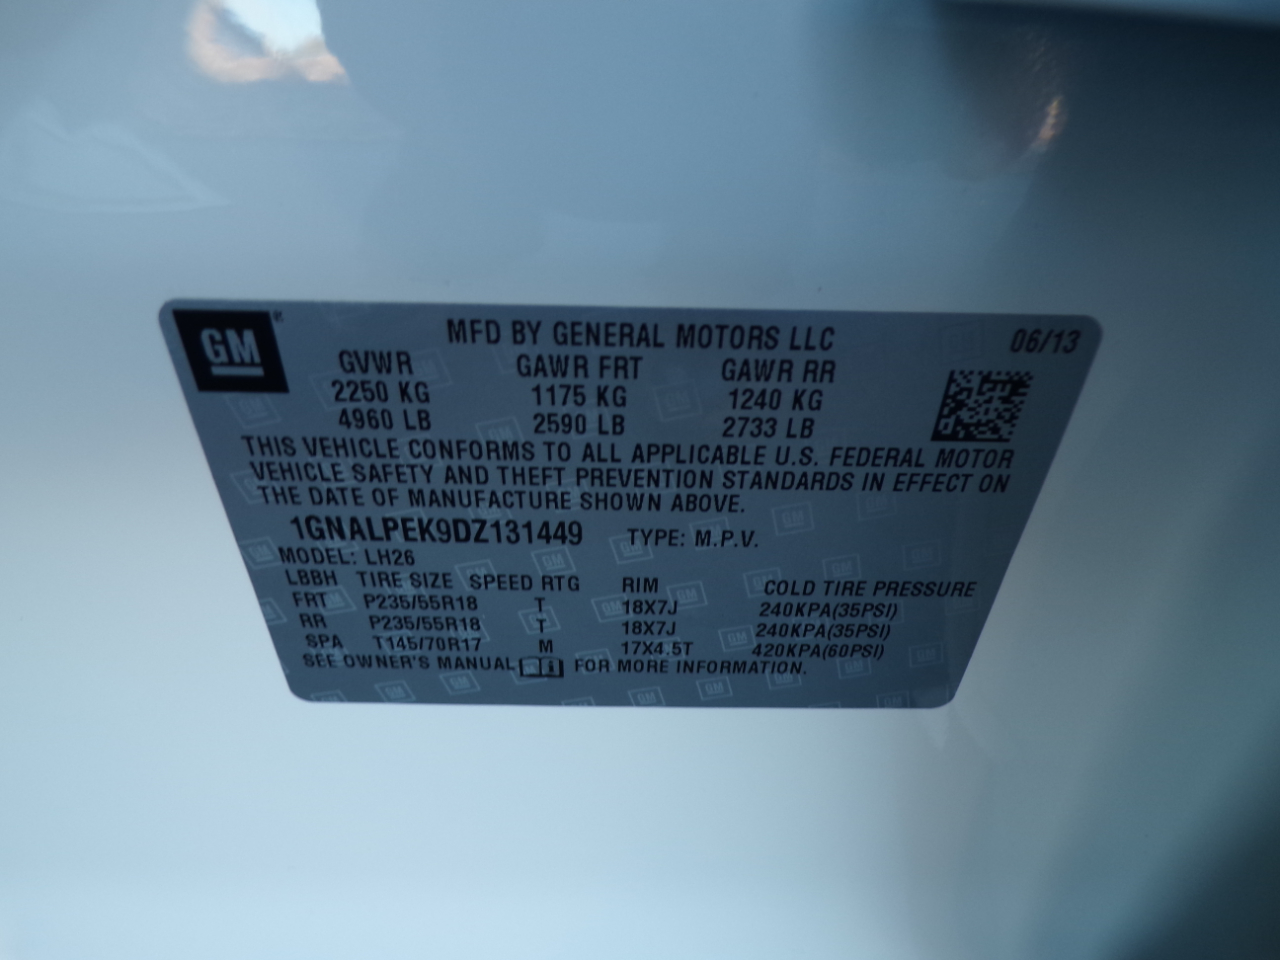 GM
MFD BY GENERAL MOTORS LLC 06/13
GVWR GAWR FRT GAWR RR
2250 KG 1175 KG 1240 KG
4960 LB 2590 LB 2733 LB
THIS VEHICLE CONFORMS TO ALL APPLICABLE U.S. FEDERAL MOTOR
VEHICLE SAFETY AND THEFT PREVENTION STANDARDS IN EFFECT ON
THE DATE OF MANUFACTURE SHOWN ABOVE.
1GNALPEK9DZ131449 TYPE: M.P.V.
MODEL: LH26
LBBH TIRE SIZE SPEED RTG RIM COLD TIRE PRESSURE
FRT P235/55R18 T 18X7J 240KPA(35PSI)
RR P235/55R18 T 18X7J 240KPA(35PSI)
SPA T145/70R17 M 17X4.5T 420KPA(60PSI)
SEE OWNER'S MANUAL FOR MORE INFORMATION.